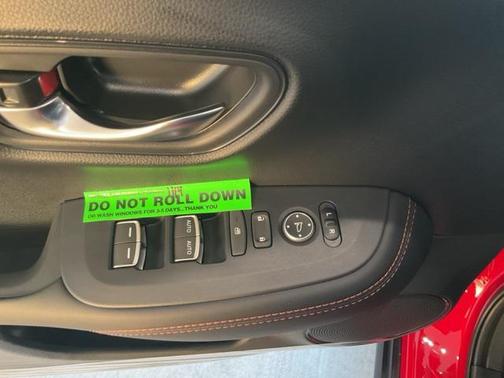 DO NOT ROLL DOWN
OR WASH WINDOWS FOR 3-5 DAYS...THANK YOU
AUTO
AUTO
L
R